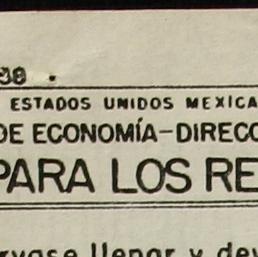 38 .
ESTADOS UNIDOS MEXICA
DE ECONOMÍA-DIRECC
PARA LOS RE
rvase llenar y dev